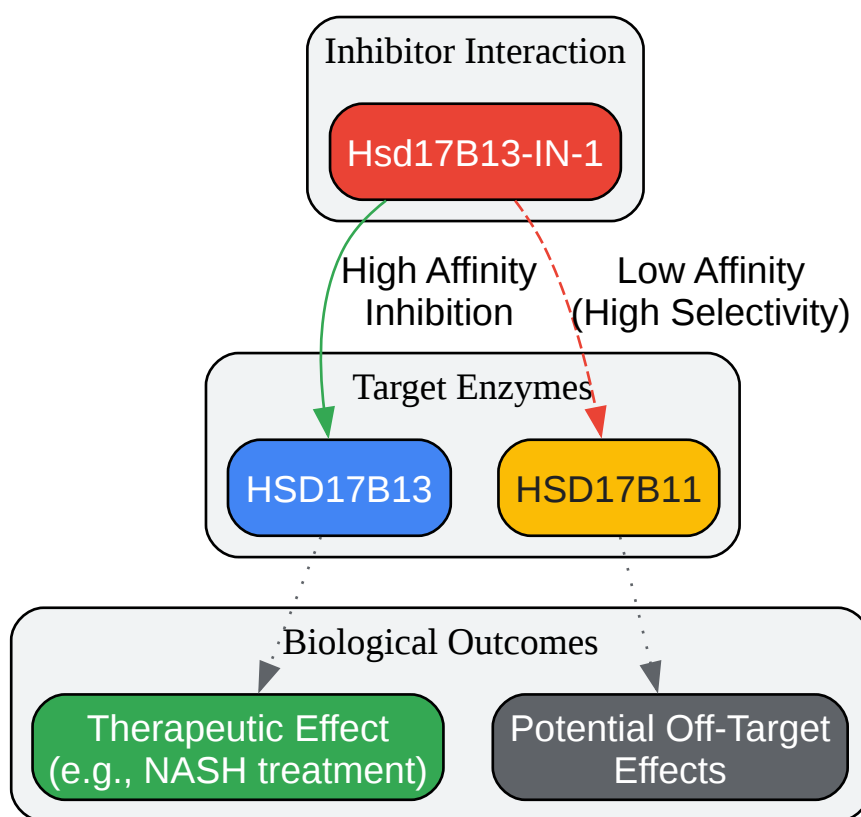 Inhibitor Interaction
Hsd17B13-IN-1
High Affinity
Inhibition
Low Affinity
(High Selectivity)
Target Enzymes
HSD17B13
HSD17B11
Biological Outcomes
Therapeutic Effect
(e.g., NASH treatment)
Potential Off-Target
Effects